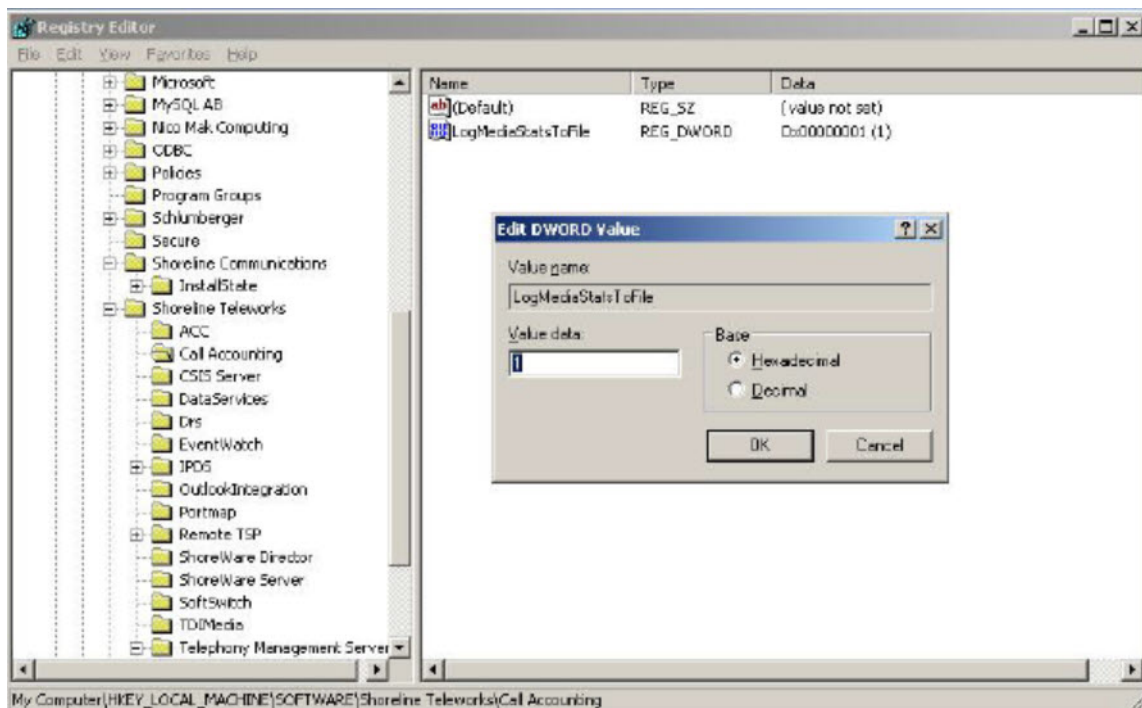 Registry Editor
File Edit View Favorites Help
Microsoft
MySQL AB
Nico Mak Computing
ODBC
Policies
Program Groups
Schlumberger
Secure
Shoreline Communications
InstallState
Shoreline Teleworks
ACC
Call Accounting
CSIS Server
DataServices
Drs
EventWatch
IPDS
OutlookIntegration
Portmap
Remote TSP
ShoreWare Director
ShoreWare Server
SoftSwitch
TDIMedia
Telephony Management Server
Name Type Data
(Default) REG_SZ (value not set)
LogMediaStatsToFile REG_DWORD 0x00000001 (1)
Edit DWORD Value
Value name:
LogMediaStatsToFile
Value data:
1
Base
Hexadecimal
Decimal
OK Cancel
My Computer\HKEY_LOCAL_MACHINE\SOFTWARE\Shoreline Teleworks\Call Accounting